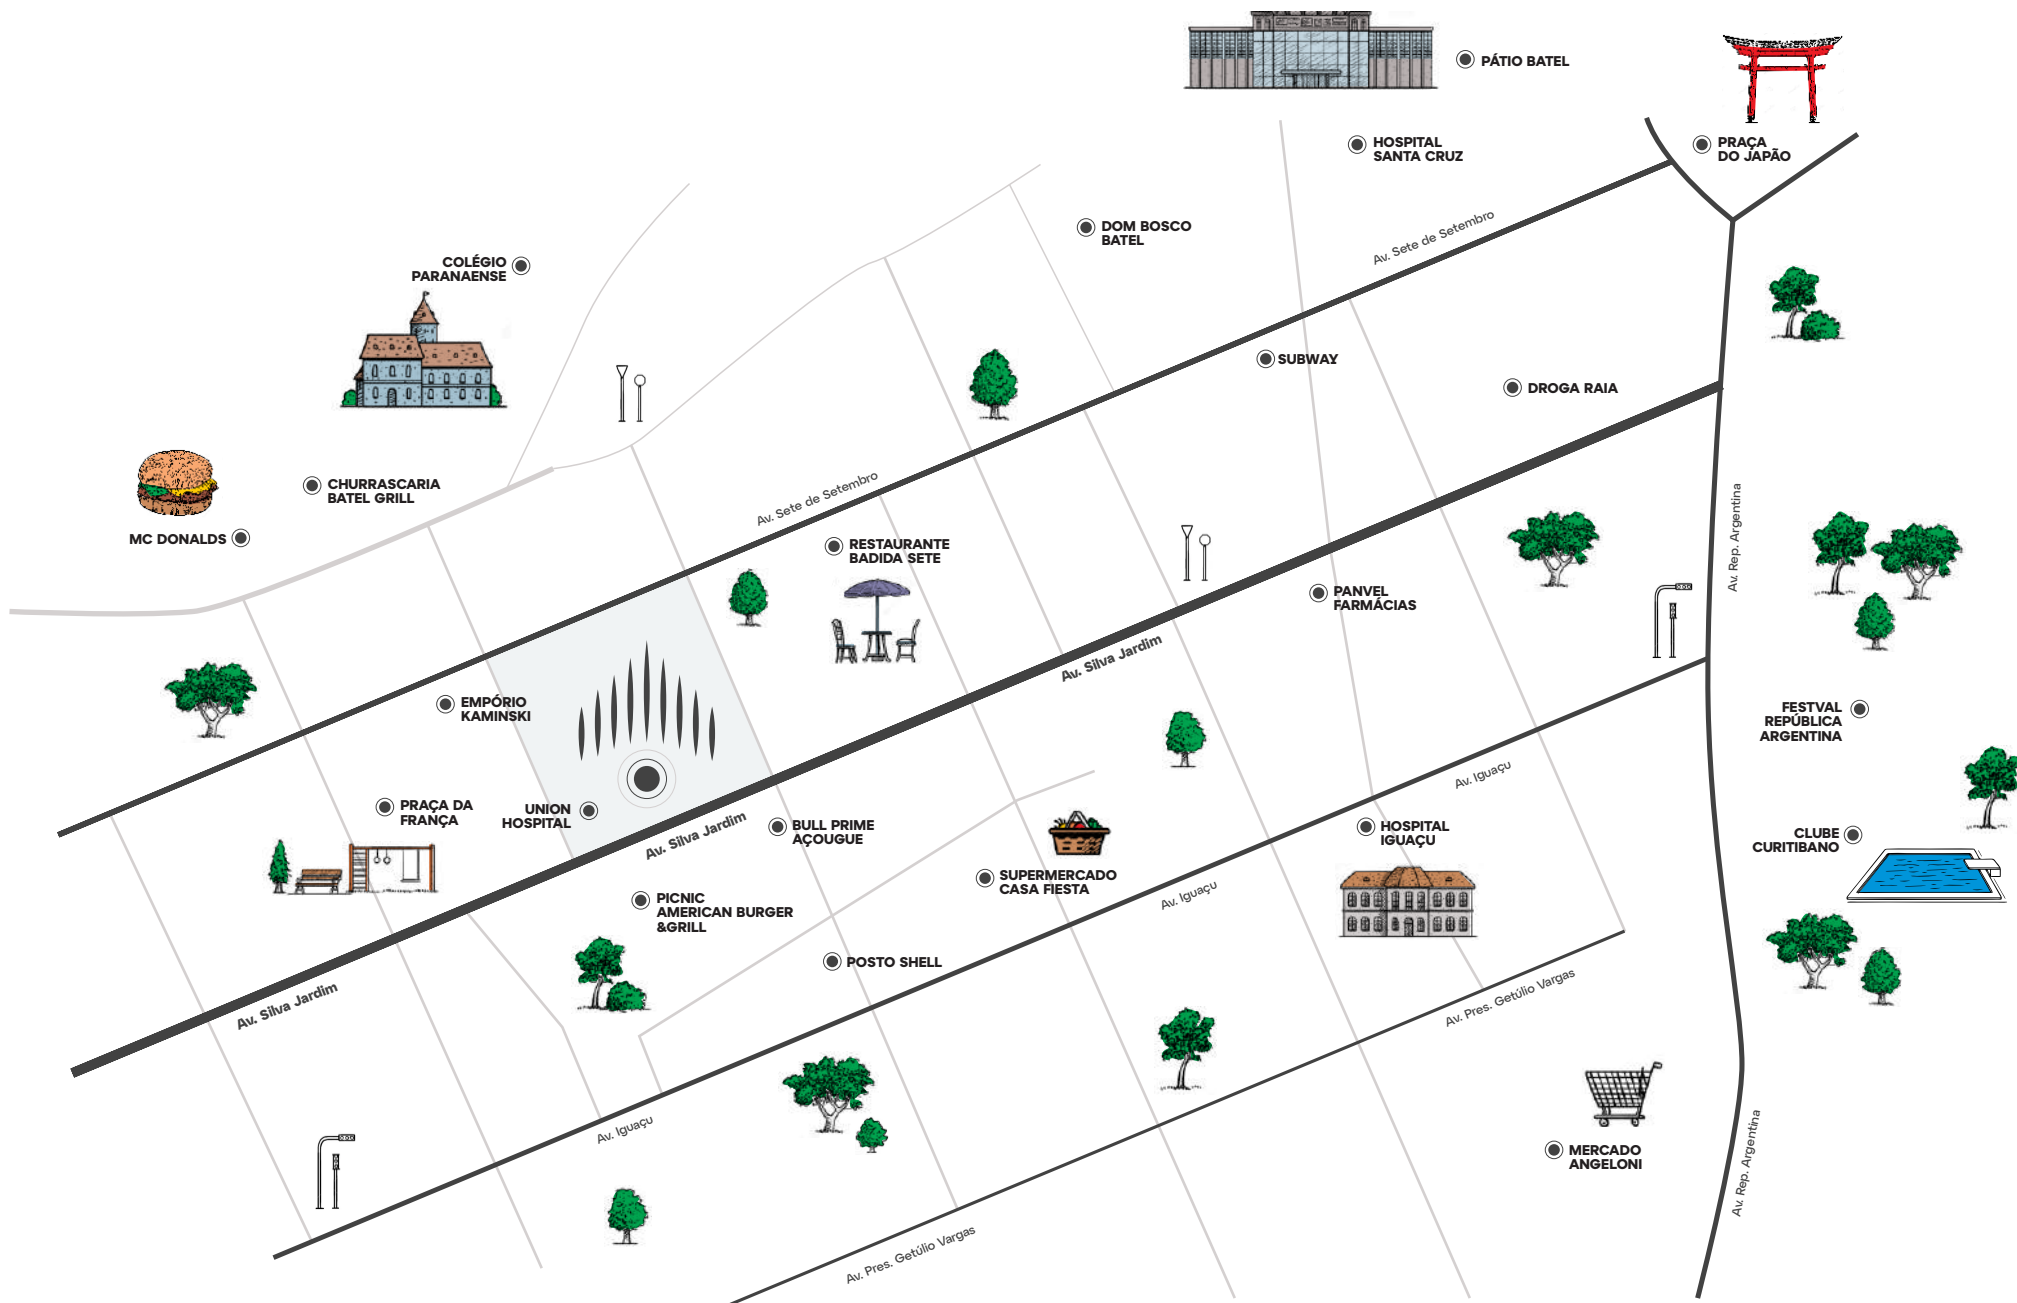 PÁTIO BATEL
HOSPITAL
SANTA CRUZ
PRAÇA
DO JAPÃO
DOM BOSCO
BATEL
Av. Sete de Setembro
COLÉGIO
PARANAENSE
SUBWAY
DROGA RAIA
CHURRASCARIA
BATEL GRILL
MC DONALDS
Av. Sete de Setembro
RESTAURANTE
BADIDA SETE
Av. Rep. Argentina
PANVEL
FARMÁCIAS
Av. Silva Jardim
EMPÓRIO
KAMINSKI
FESTVAL
REPÚBLICA
ARGENTINA
Av. Iguaçu
PRAÇA DA
FRANÇA
UNION
HOSPITAL
Av. Silva Jardim
BULL PRIME
AÇOUGUE
HOSPITAL
IGUAÇU
CLUBE
CURITIBANO
SUPERMERCADO
CASA FIESTA
Av. Iguaçu
PICNIC
AMERICAN BURGER
&GRILL
POSTO SHELL
Av. Silva Jardim
Av. Pres. Getúlio Vargas
Av. Iguaçu
MERCADO
ANGELONI
Av. Rep. Argentina
Av. Pres. Getúlio Vargas